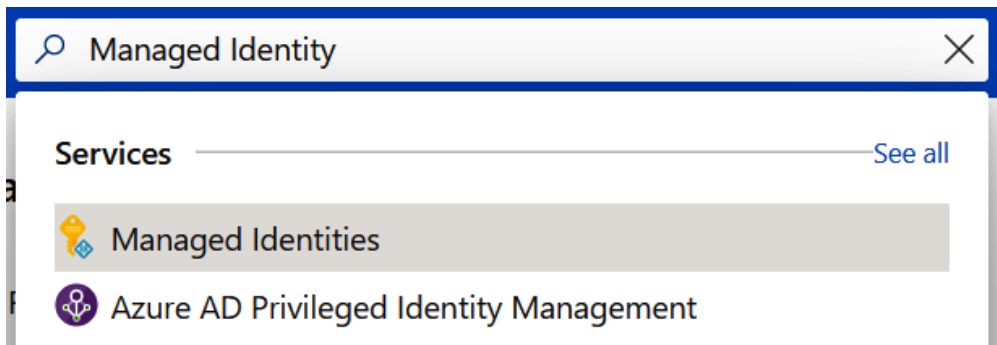 Managed Identity
Services See all
Managed Identities
Azure AD Privileged Identity Management